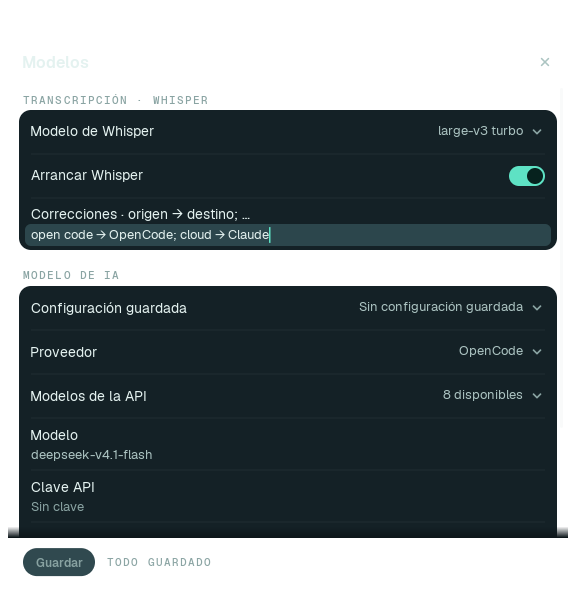 Modelos
×
TRANSCRIPCIÓN · WHISPER
Modelo de Whisper
large-v3 turbo
Arrancar Whisper
Correcciones · origen → destino; ...
open code → OpenCode; cloud → Claude
MODELO DE IA
Configuración guardada
Sin configuración guardada
Proveedor
OpenCode
Modelos de la API
8 disponibles
Modelo
deepseek-v4.1-flash
Clave API
Sin clave
Guardar
TODO GUARDADO